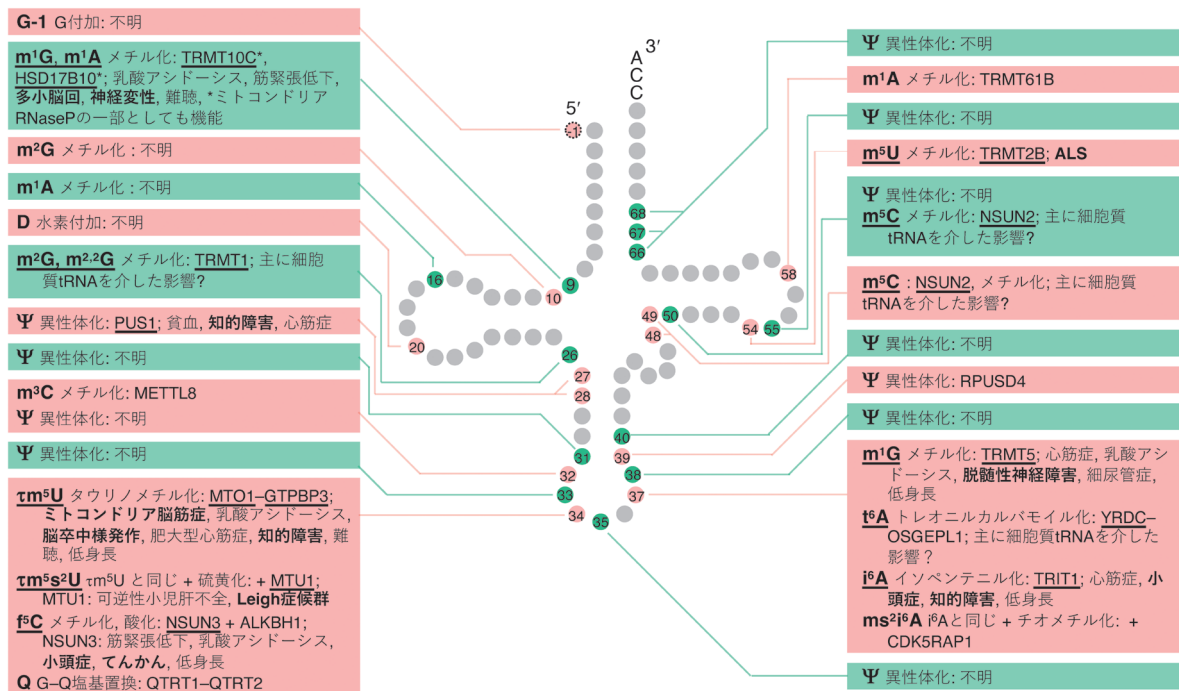 G-1 G付加: 不明
m¹G, m¹A メチル化: TRMT10C*,
HSD17B10*; 乳酸アシドーシス, 筋緊張低下,
多小脳回, 神経変性, 難聴, *ミトコンドリア
RNasePの一部としても機能
m²G メチル化 : 不明
m¹A メチル化: 不明
D 水素付加: 不明
m²G, m²,²G メチル化: TRMT1; 主に細胞
質tRNAを介した影響?
Ψ 異性体化: PUS1; 貧血, 知的障害, 心筋症
Ψ 異性体化: 不明
m³C メチル化: METTL8
Ψ 異性体化: 不明
Ψ 異性体化: 不明
τm⁵U タウリノメチル化: MTO1–GTPBP3;
ミトコンドリア脳筋症, 乳酸アシドーシス,
脳卒中様発作, 肥大型心筋症, 知的障害, 難
聴, 低身長
τm⁵s²U τm⁵U と同じ + 硫黄化: + MTU1;
MTU1: 可逆性小児肝不全, Leigh症候群
f⁵C メチル化, 酸化: NSUN3 + ALKBH1;
NSUN3: 筋緊張低下, 乳酸アシドーシス,
小頭症, てんかん, 低身長
Q G–Q塩基置換: QTRT1–QTRT2
5′
-1
3′
A
C
C
9
10
16
20
26
27
28
31
32
33
34
35
37
38
39
40
48
49
50
54
55
58
66
67
68
Ψ 異性体化: 不明
m¹A メチル化: TRMT61B
Ψ 異性体化: 不明
m⁵U メチル化: TRMT2B; ALS
Ψ 異性体化: 不明
m⁵C メチル化: NSUN2; 主に細胞質
tRNAを介した影響?
m⁵C : NSUN2, メチル化; 主に細胞質
tRNAを介した影響?
Ψ 異性体化: 不明
Ψ 異性体化: RPUSD4
Ψ 異性体化: 不明
m¹G メチル化: TRMT5; 心筋症, 乳酸アシ
ドーシス, 脱髄性神経障害, 細尿管症,
低身長
t⁶A トレオニルカルバモイル化: YRDC–
OSGEPL1; 主に細胞質tRNAを介した
影響？
i⁶A イソペンテニル化: TRIT1; 心筋症, 小
頭症, 知的障害, 低身長
ms²i⁶A i⁶Aと同じ + チオメチル化: +
CDK5RAP1
Ψ 異性体化: 不明